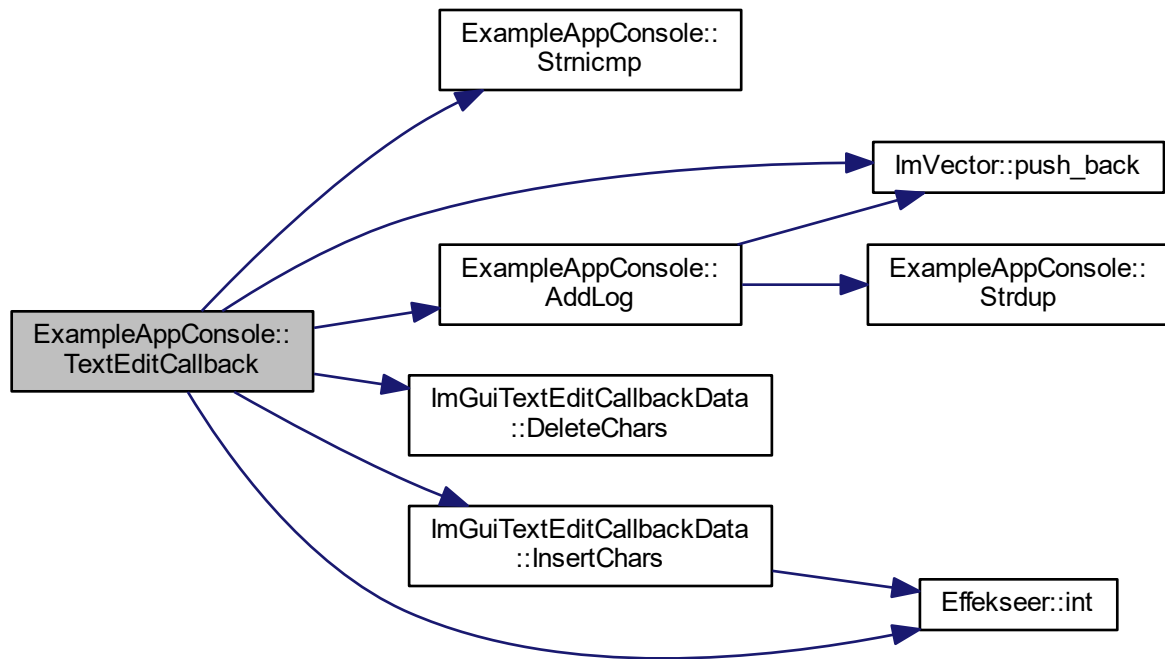 ExampleAppConsole::
Strnicmp
ImVector::push_back
ExampleAppConsole::
AddLog
ExampleAppConsole::
Strdup
ExampleAppConsole::
TextEditCallback
ImGuiTextEditCallbackData
::DeleteChars
ImGuiTextEditCallbackData
::InsertChars
Effekseer::int